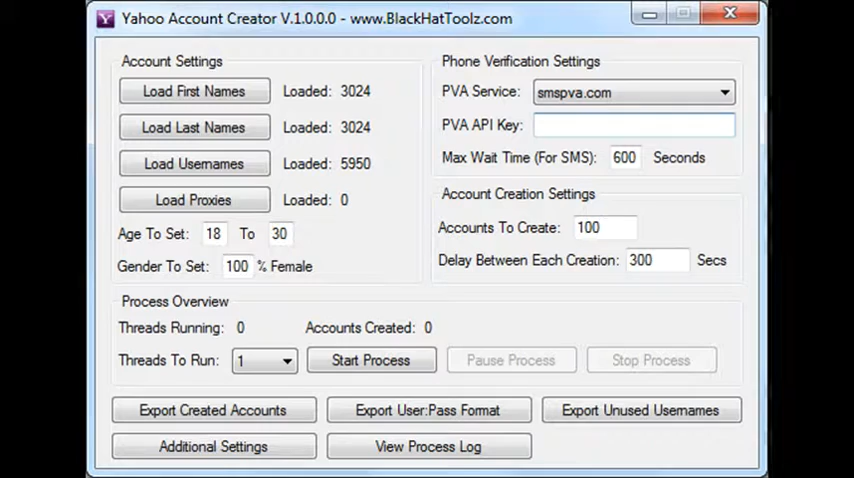 Yahoo Account Creator V.1.0.0.0 - www.BlackHatToolz.com
Account Settings
Load First Names Loaded: 3024
Load Last Names Loaded: 3024
Load Usernames Loaded: 5950
Load Proxies Loaded: 0
Age To Set: 18 To 30
Gender To Set: 100 % Female
Phone Verification Settings
PVA Service: smspva.com
PVA API Key:
Max Wait Time (For SMS): 600 Seconds
Account Creation Settings
Accounts To Create: 100
Delay Between Each Creation: 300 Secs
Process Overview
Threads Running: 0 Accounts Created: 0
Threads To Run: 1 Start Process Pause Process Stop Process
Export Created Accounts Export User:Pass Format Export Unused Usernames
Additional Settings View Process Log